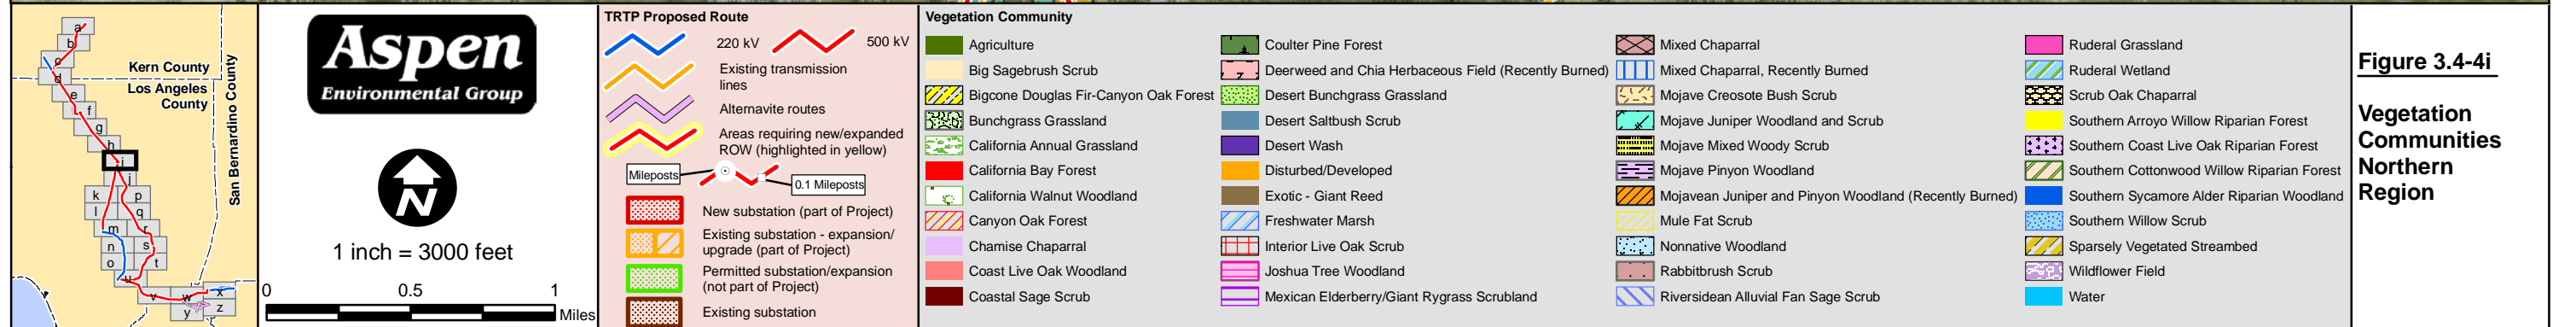 a
b
c
d
e
f
g
h
i
j
k
p
l
q
m
r
n
s
o
t
u
v
w
x
y
z
Kern County
Los Angeles
County
San Bernardino County
Aspen
Environmental Group
N
1 inch = 3000 feet
0 0.5 1
Miles
TRTP Proposed Route
220 kV
500 kV
Existing transmission
lines
Alternavite routes
Areas requiring new/expanded
ROW (highlighted in yellow)
Mileposts
0.1 Mileposts
New substation (part of Project)
Existing substation - expansion/
upgrade (part of Project)
Permitted substation/expansion
(not part of Project)
Existing substation
Vegetation Community
Agriculture
Big Sagebrush Scrub
Bigcone Douglas Fir-Canyon Oak Forest
Bunchgrass Grassland
California Annual Grassland
California Bay Forest
California Walnut Woodland
Canyon Oak Forest
Chamise Chaparral
Coast Live Oak Woodland
Coastal Sage Scrub
Coulter Pine Forest
Deerweed and Chia Herbaceous Field (Recently Burned)
Desert Bunchgrass Grassland
Desert Saltbush Scrub
Desert Wash
Disturbed/Developed
Exotic - Giant Reed
Freshwater Marsh
Interior Live Oak Scrub
Joshua Tree Woodland
Mexican Elderberry/Giant Rygrass Scrubland
Mixed Chaparral
Mixed Chaparral, Recently Burned
Mojave Creosote Bush Scrub
Mojave Juniper Woodland and Scrub
Mojave Mixed Woody Scrub
Mojave Pinyon Woodland
Mojavean Juniper and Pinyon Woodland (Recently Burned)
Mule Fat Scrub
Nonnative Woodland
Rabbitbrush Scrub
Riversidean Alluvial Fan Sage Scrub
Ruderal Grassland
Ruderal Wetland
Scrub Oak Chaparral
Southern Arroyo Willow Riparian Forest
Southern Coast Live Oak Riparian Forest
Southern Cottonwood Willow Riparian Forest
Southern Sycamore Alder Riparian Woodland
Southern Willow Scrub
Sparsely Vegetated Streambed
Wildflower Field
Water
Figure 3.4-4i
Vegetation
Communities
Northern
Region